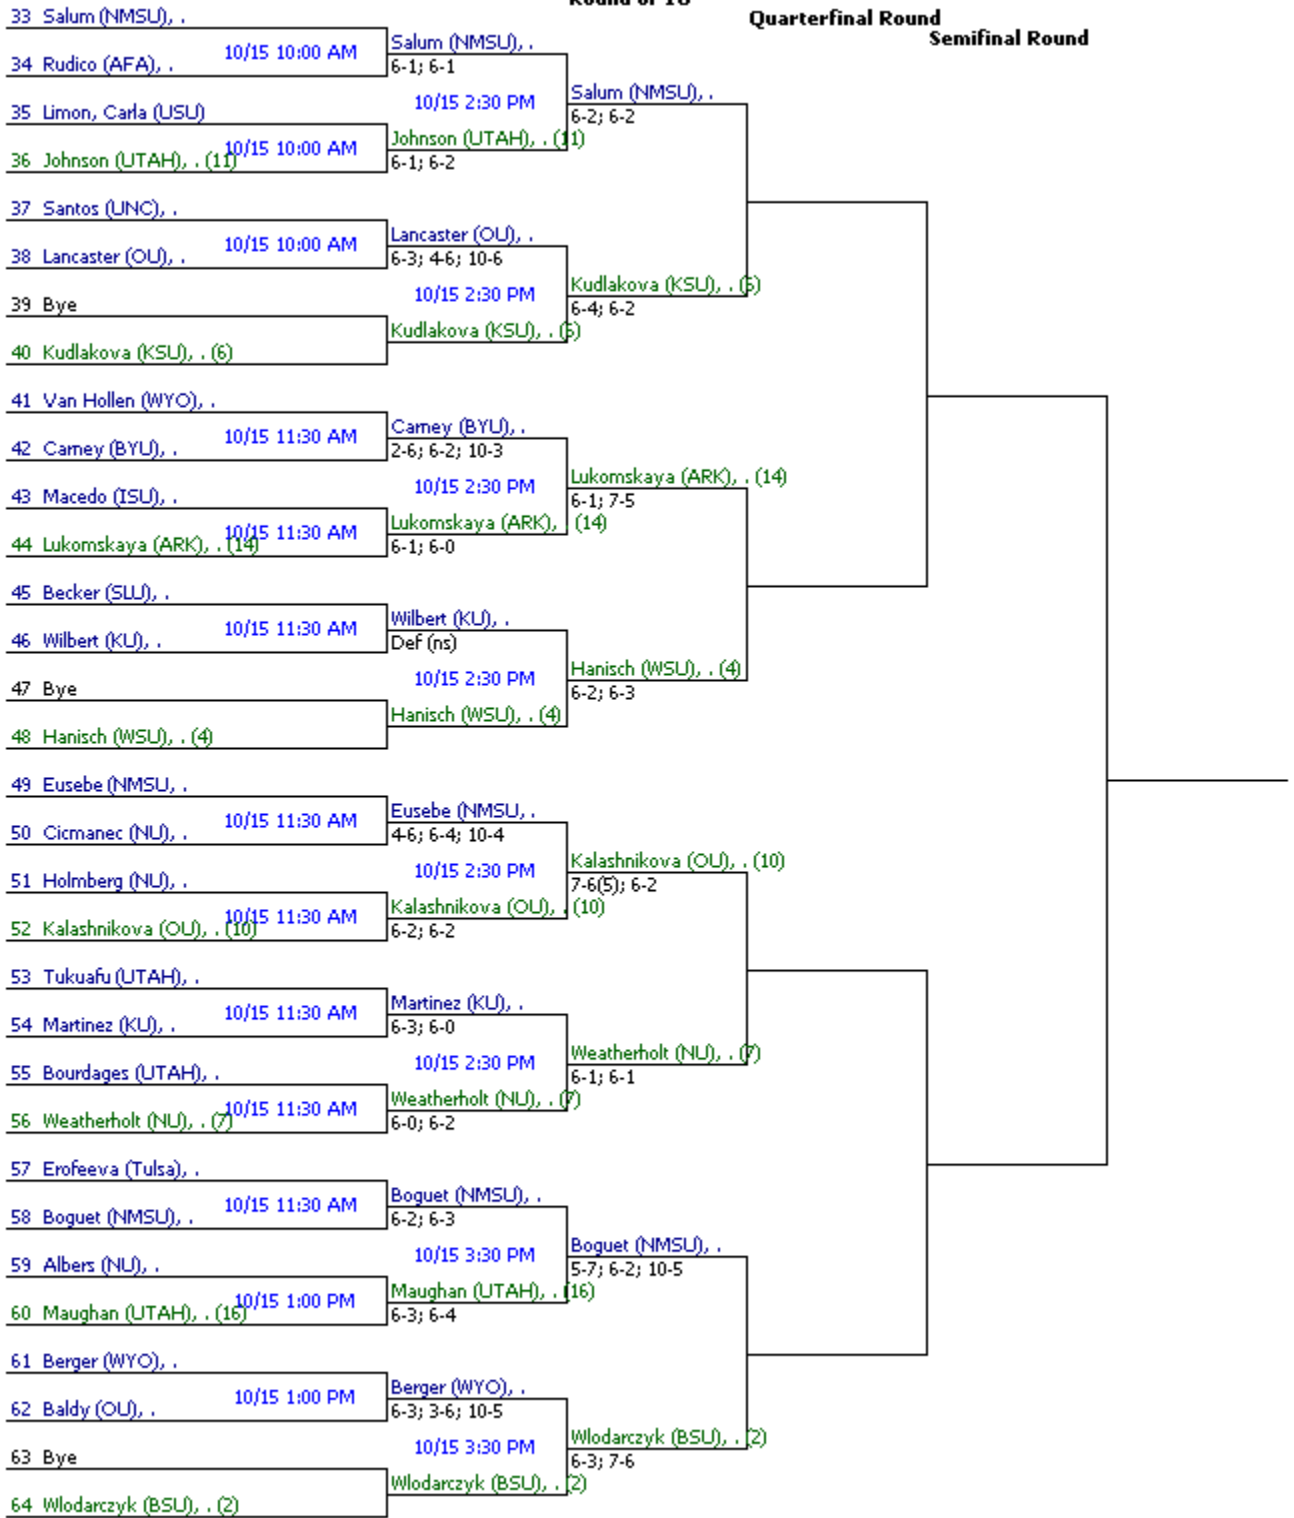 Round of 16
Quarterfinal Round
Semifinal Round
33 Salum (NMSU), .
10/15 10:00 AM
34 Rudico (AFA), .
Salum (NMSU), .
6-1; 6-1
10/15 2:30 PM
Salum (NMSU), .
6-2; 6-2
35 Limon, Carla (USU)
10/15 10:00 AM
36 Johnson (UTAH), . (11)
Johnson (UTAH), . (11)
6-1; 6-2
37 Santos (UNC), .
10/15 10:00 AM
38 Lancaster (OU), .
Lancaster (OU), .
6-3; 4-6; 10-6
10/15 2:30 PM
Kudlakova (KSU), . (6)
6-4; 6-2
39 Bye
Kudlakova (KSU), . (6)
40 Kudlakova (KSU), . (6)
41 Van Hollen (WYO), .
10/15 11:30 AM
42 Carney (BYU), .
Carney (BYU), .
2-6; 6-2; 10-3
10/15 2:30 PM
Lukomskaya (ARK), . (14)
6-1; 7-5
43 Macedo (ISU), .
10/15 11:30 AM
44 Lukomskaya (ARK), . (14)
Lukomskaya (ARK), . (14)
6-1; 6-0
45 Becker (SLU), .
10/15 11:30 AM
46 Wilbert (KU), .
Wilbert (KU), .
Def (ns)
10/15 2:30 PM
Hanisch (WSU), . (4)
6-2; 6-3
47 Bye
Hanisch (WSU), . (4)
48 Hanisch (WSU), . (4)
49 Eusebe (NMSU, .
10/15 11:30 AM
50 Cicmanec (NU), .
Eusebe (NMSU, .
4-6; 6-4; 10-4
10/15 2:30 PM
Kalashnikova (OU), . (10)
7-6(5); 6-2
51 Holmberg (NU), .
10/15 11:30 AM
52 Kalashnikova (OU), . (10)
Kalashnikova (OU), . (10)
6-2; 6-2
53 Tukuafu (UTAH), .
10/15 11:30 AM
54 Martinez (KU), .
Martinez (KU), .
6-3; 6-0
10/15 2:30 PM
Weatherholt (NU), . (7)
6-1; 6-1
55 Bourdages (UTAH), .
10/15 11:30 AM
56 Weatherholt (NU), . (7)
Weatherholt (NU), . (7)
6-0; 6-2
57 Erofeeva (Tulsa), .
10/15 11:30 AM
58 Boguet (NMSU), .
Boguet (NMSU), .
6-2; 6-3
10/15 3:30 PM
Boguet (NMSU), .
5-7; 6-2; 10-5
59 Albers (NU), .
10/15 1:00 PM
60 Maughan (UTAH), . (16)
Maughan (UTAH), . (16)
6-3; 6-4
61 Berger (WYO), .
10/15 1:00 PM
62 Baldy (OU), .
Berger (WYO), .
6-3; 3-6; 10-5
10/15 3:30 PM
Wlodarczyk (BSU), . (2)
6-3; 7-6
63 Bye
Wlodarczyk (BSU), . (2)
64 Wlodarczyk (BSU), . (2)